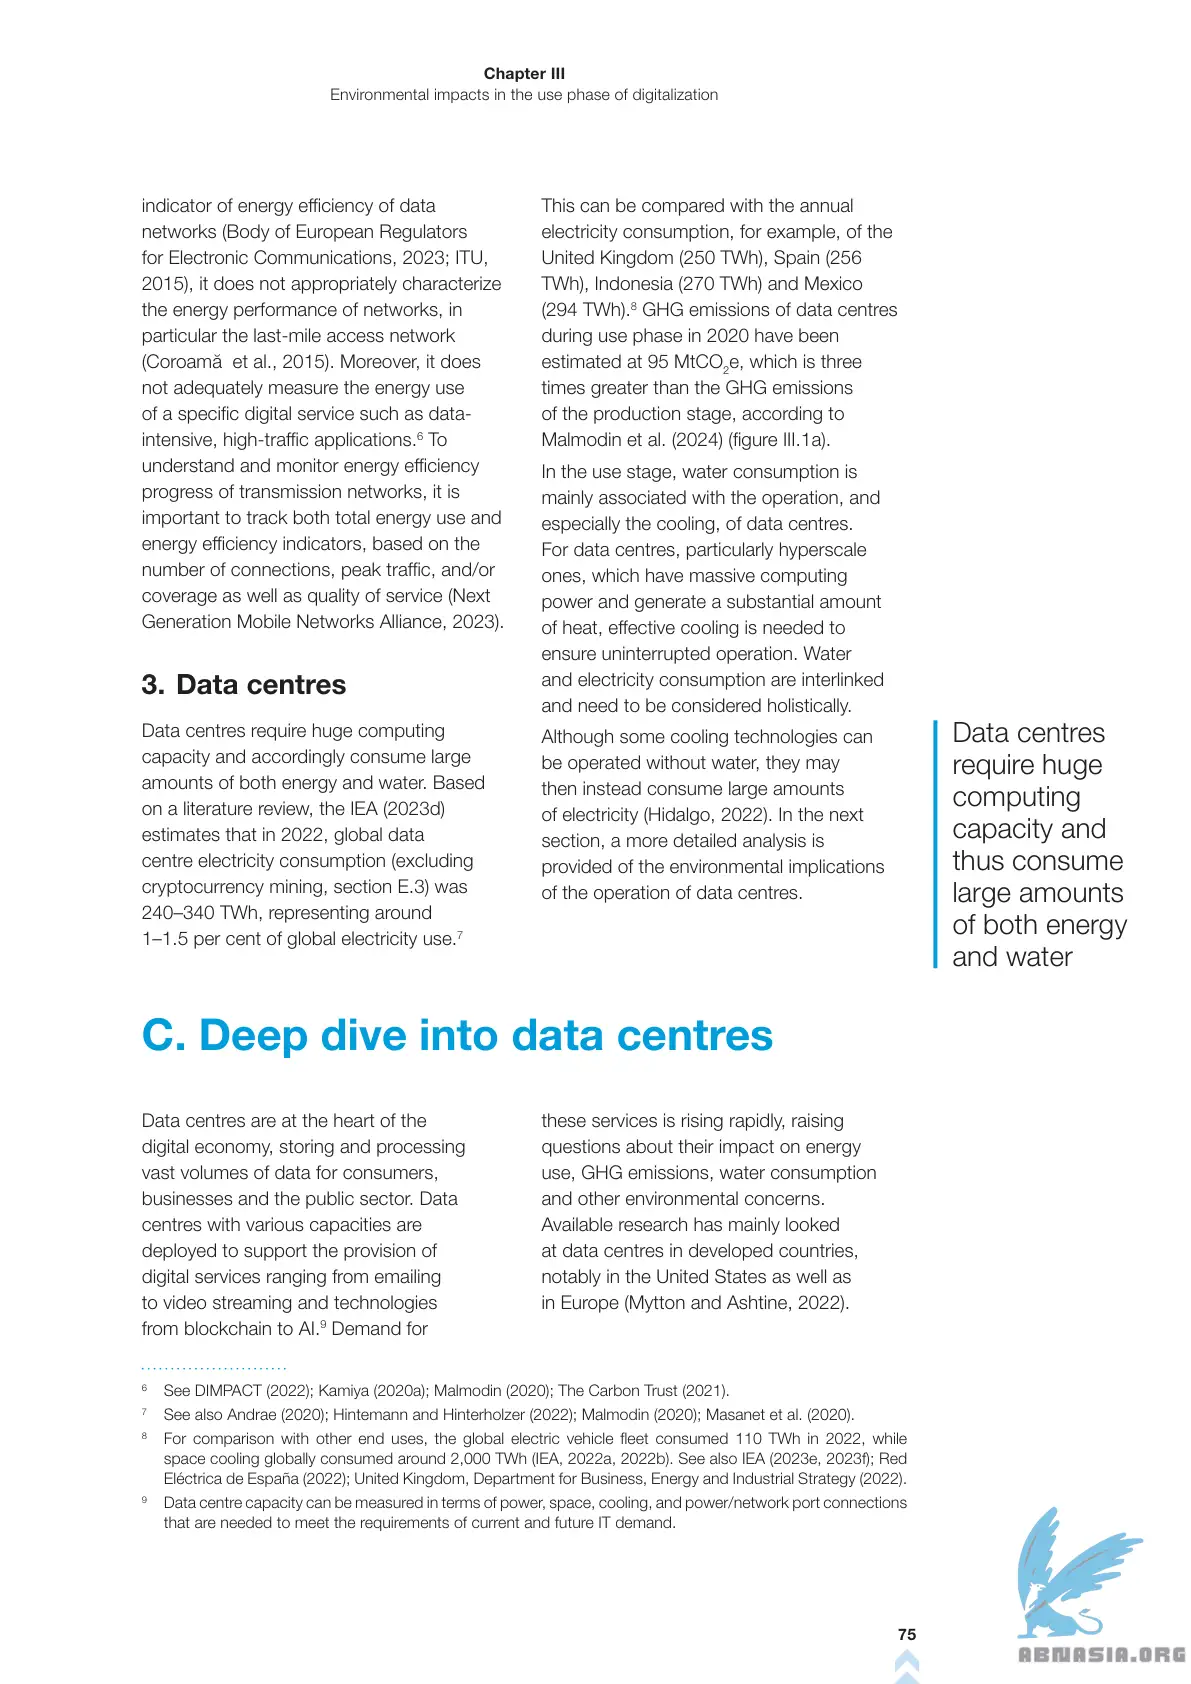 Chapter III
Environmental impacts in the use phase of digitalization
indicator of energy efficiency of data
networks (Body of European Regulators
for Electronic Communications, 2023; ITU,
2015), it does not appropriately characterize
the energy performance of networks, in
particular the last-mile access network
(Coroamă et al., 2015). Moreover, it does
not adequately measure the energy use
of a specific digital service such as data-
intensive, high-traffic applications.⁶ To
understand and monitor energy efficiency
progress of transmission networks, it is
important to track both total energy use and
energy efficiency indicators, based on the
number of connections, peak traffic, and/or
coverage as well as quality of service (Next
Generation Mobile Networks Alliance, 2023).
3. Data centres
Data centres require huge computing
capacity and accordingly consume large
amounts of both energy and water. Based
on a literature review, the IEA (2023d)
estimates that in 2022, global data
centre electricity consumption (excluding
cryptocurrency mining, section E.3) was
240–340 TWh, representing around
1–1.5 per cent of global electricity use.⁷
This can be compared with the annual
electricity consumption, for example, of the
United Kingdom (250 TWh), Spain (256
TWh), Indonesia (270 TWh) and Mexico
(294 TWh).⁸ GHG emissions of data centres
during use phase in 2020 have been
estimated at 95 MtCO₂e, which is three
times greater than the GHG emissions
of the production stage, according to
Malmodin et al. (2024) (figure III.1a).
In the use stage, water consumption is
mainly associated with the operation, and
especially the cooling, of data centres.
For data centres, particularly hyperscale
ones, which have massive computing
power and generate a substantial amount
of heat, effective cooling is needed to
ensure uninterrupted operation. Water
and electricity consumption are interlinked
and need to be considered holistically.
Although some cooling technologies can
be operated without water, they may
then instead consume large amounts
of electricity (Hidalgo, 2022). In the next
section, a more detailed analysis is
provided of the environmental implications
of the operation of data centres.
Data centres
require huge
computing
capacity and
thus consume
large amounts
of both energy
and water
C. Deep dive into data centres
Data centres are at the heart of the
digital economy, storing and processing
vast volumes of data for consumers,
businesses and the public sector. Data
centres with various capacities are
deployed to support the provision of
digital services ranging from emailing
to video streaming and technologies
from blockchain to AI.⁹ Demand for
these services is rising rapidly, raising
questions about their impact on energy
use, GHG emissions, water consumption
and other environmental concerns.
Available research has mainly looked
at data centres in developed countries,
notably in the United States as well as
in Europe (Mytton and Ashtine, 2022).
⁶ See DIMPACT (2022); Kamiya (2020a); Malmodin (2020); The Carbon Trust (2021).
⁷ See also Andrae (2020); Hintemann and Hinterholzer (2022); Malmodin (2020); Masanet et al. (2020).
⁸ For comparison with other end uses, the global electric vehicle fleet consumed 110 TWh in 2022, while
space cooling globally consumed around 2,000 TWh (IEA, 2022a, 2022b). See also IEA (2023e, 2023f); Red
Eléctrica de España (2022); United Kingdom, Department for Business, Energy and Industrial Strategy (2022).
⁹ Data centre capacity can be measured in terms of power, space, cooling, and power/network port connections
that are needed to meet the requirements of current and future IT demand.
75
ABNASIA.ORG